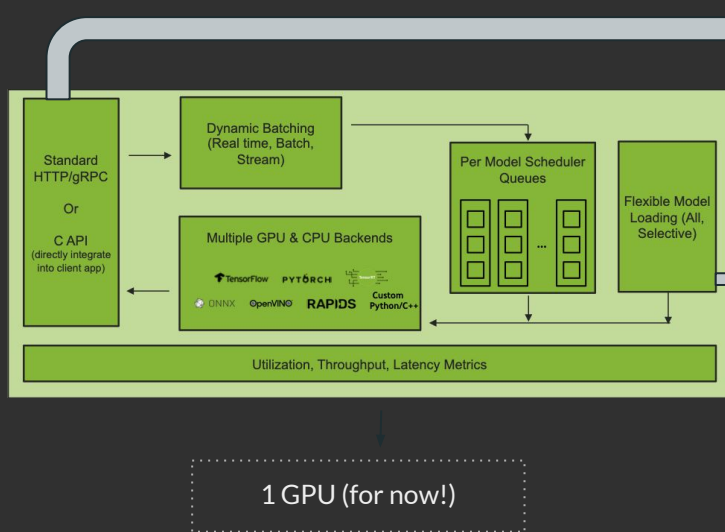 Standard
HTTP/gRPC
Or
C API
(directly integrate
into client app)
Dynamic Batching
(Real time, Batch,
Stream)
Per Model Scheduler
Queues
...
Flexible Model
Loading (All,
Selective)
Multiple GPU & CPU Backends
TensorFlow PYTORCH TensorRT
ONNX OpenVINO RAPIDS Custom
Python/C++
Utilization, Throughput, Latency Metrics
1 GPU (for now!)